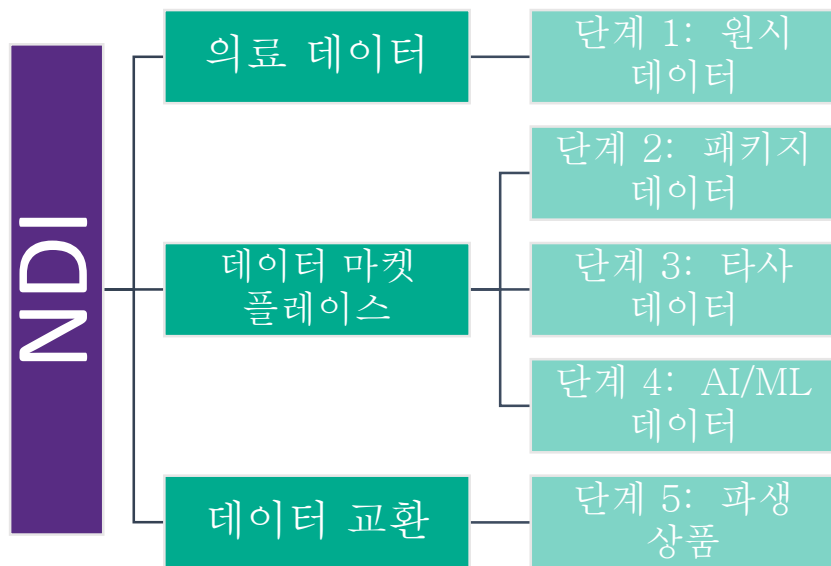 NDI
의료 데이터
단계 1: 원시
데이터
데이터 마켓
플레이스
단계 2: 패키지
데이터
단계 3: 타사
데이터
단계 4: AI/ML
데이터
데이터 교환
단계 5: 파생
상품